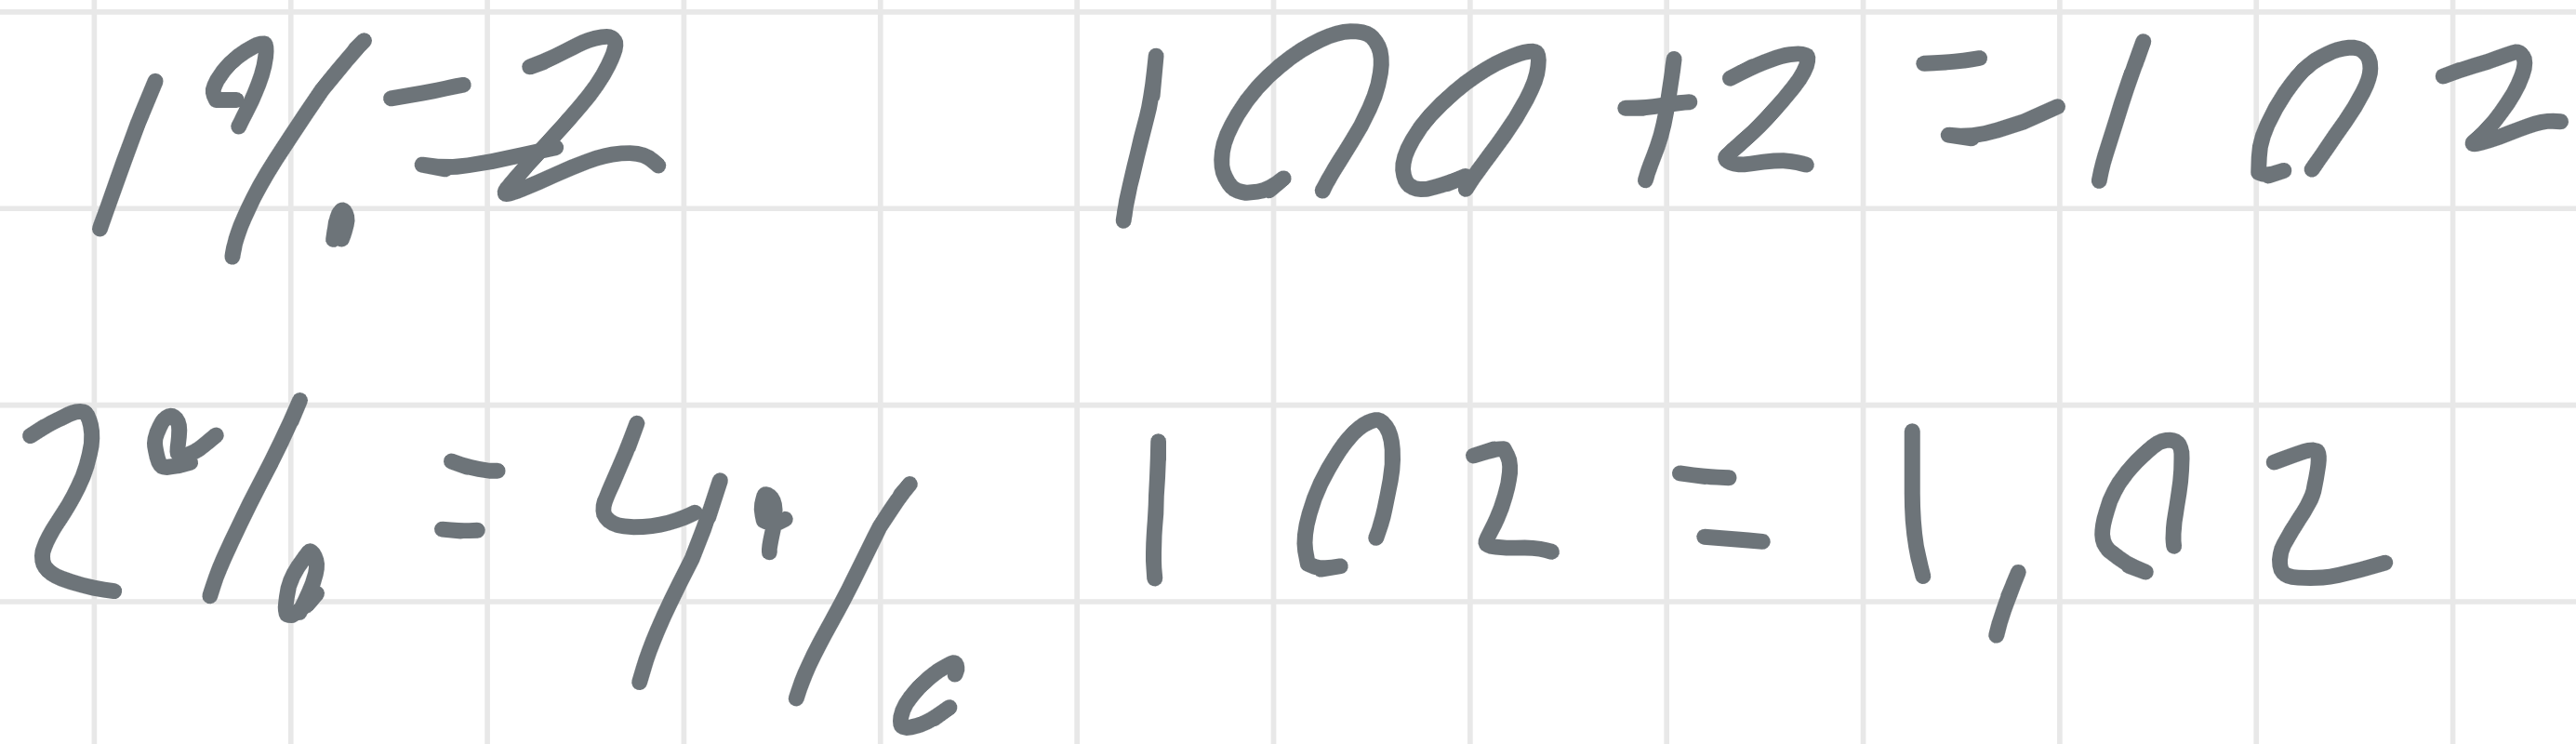 1% = 2 100 + 2 = 102
2% = 4% 102 = 1,02